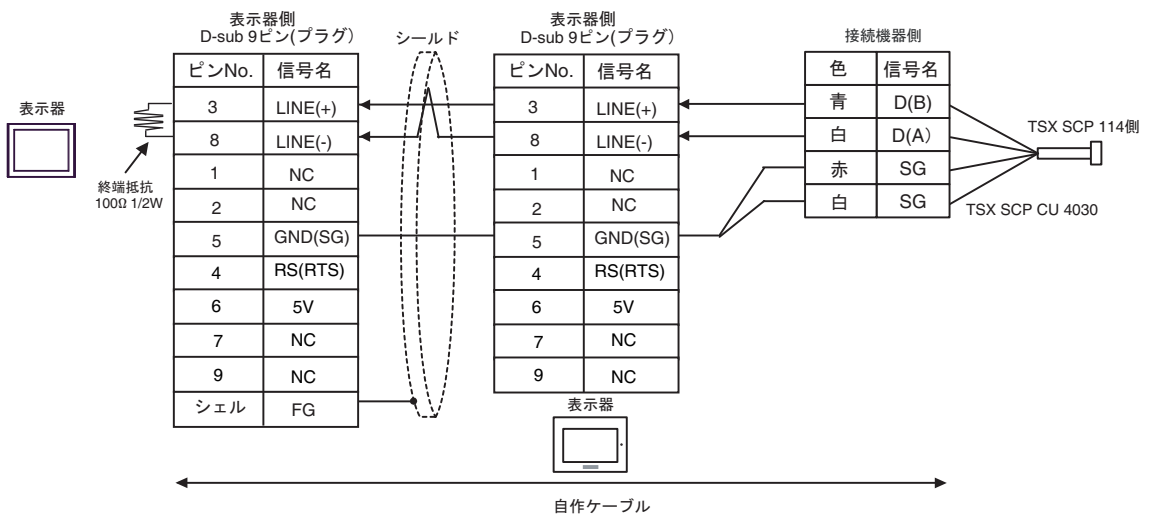 表示器
終端抵抗
100Ω 1/2W
表示器側
D-sub 9ピン(プラグ)
ピンNo. 信号名
3 LINE(+)
8 LINE(-)
1 NC
2 NC
5 GND(SG)
4 RS(RTS)
6 5V
7 NC
9 NC
シェル FG
シールド
表示器側
D-sub 9ピン(プラグ)
ピンNo. 信号名
3 LINE(+)
8 LINE(-)
1 NC
2 NC
5 GND(SG)
4 RS(RTS)
6 5V
7 NC
9 NC
表示器
接続機器側
色 信号名
青 D(B)
白 D(A)
赤 SG
白 SG
TSX SCP 114側
TSX SCP CU 4030
自作ケーブル